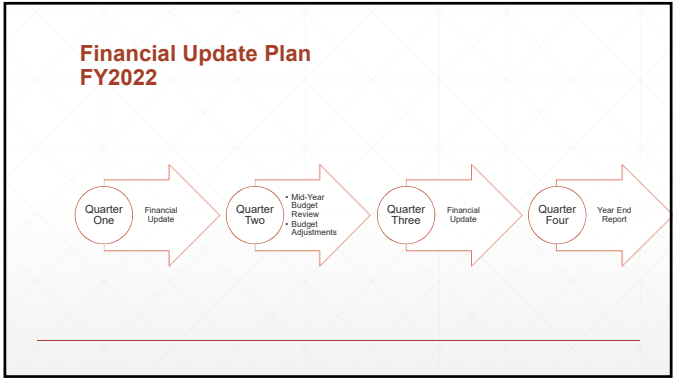 Financial Update Plan
FY2022
Quarter
One
Financial
Update
Quarter
Two
• Mid-Year
Budget
Review
• Budget
Adjustments
Quarter
Three
Financial
Update
Quarter
Four
Year End
Report